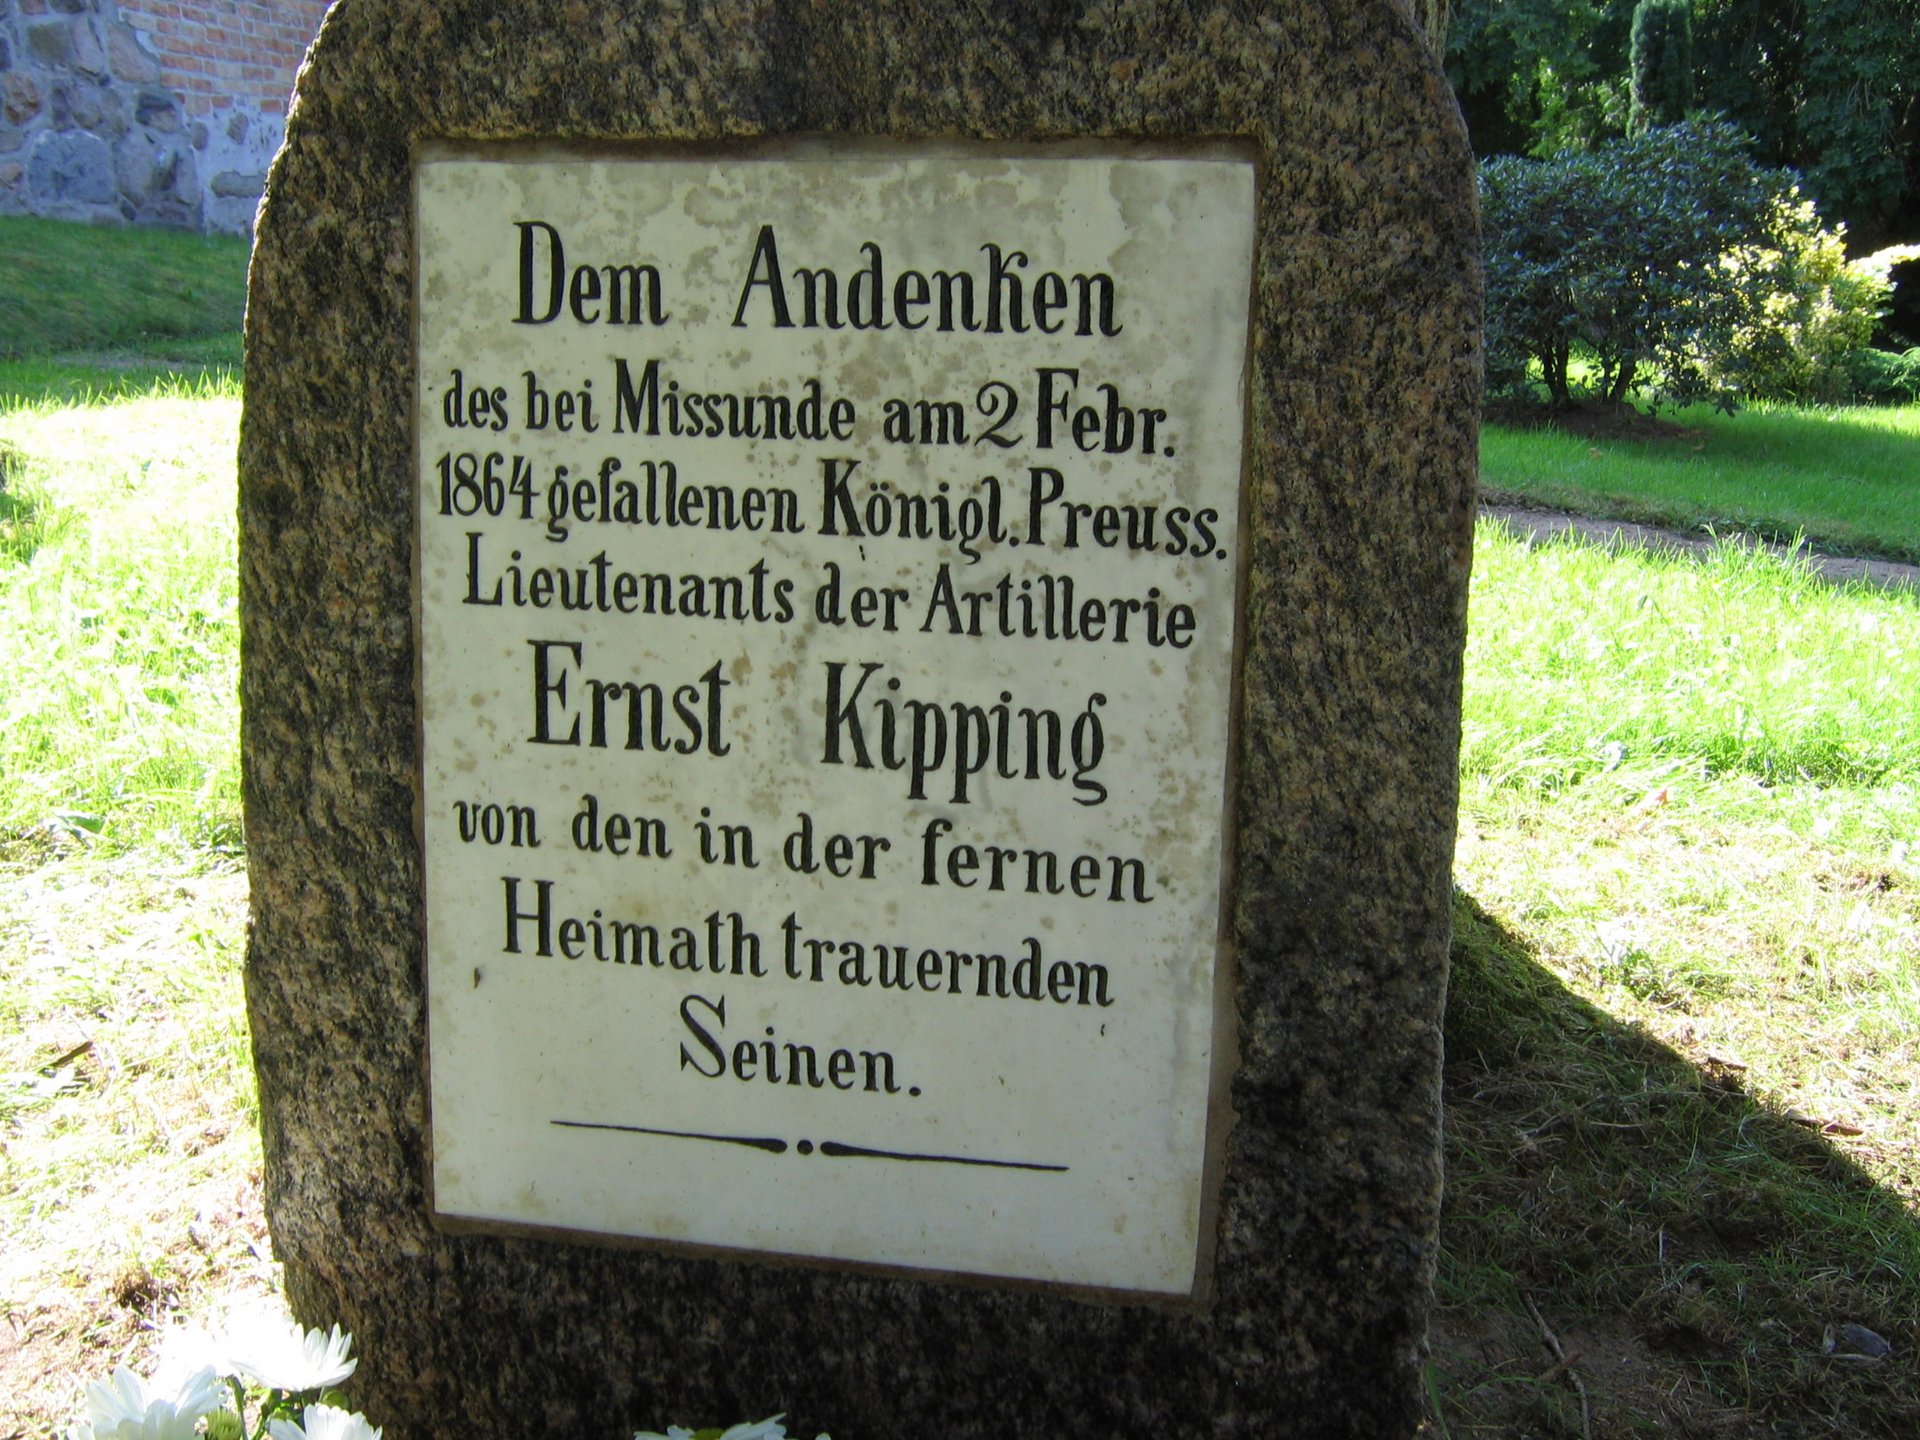 Dem Andenken
des bei Missunde am 2 Febr.
1864 gefallenen Königl. Preuss.
Lieutenants der Artillerie
Ernst Kipping
von den in der fernen
Heimath trauernden
Seinen.